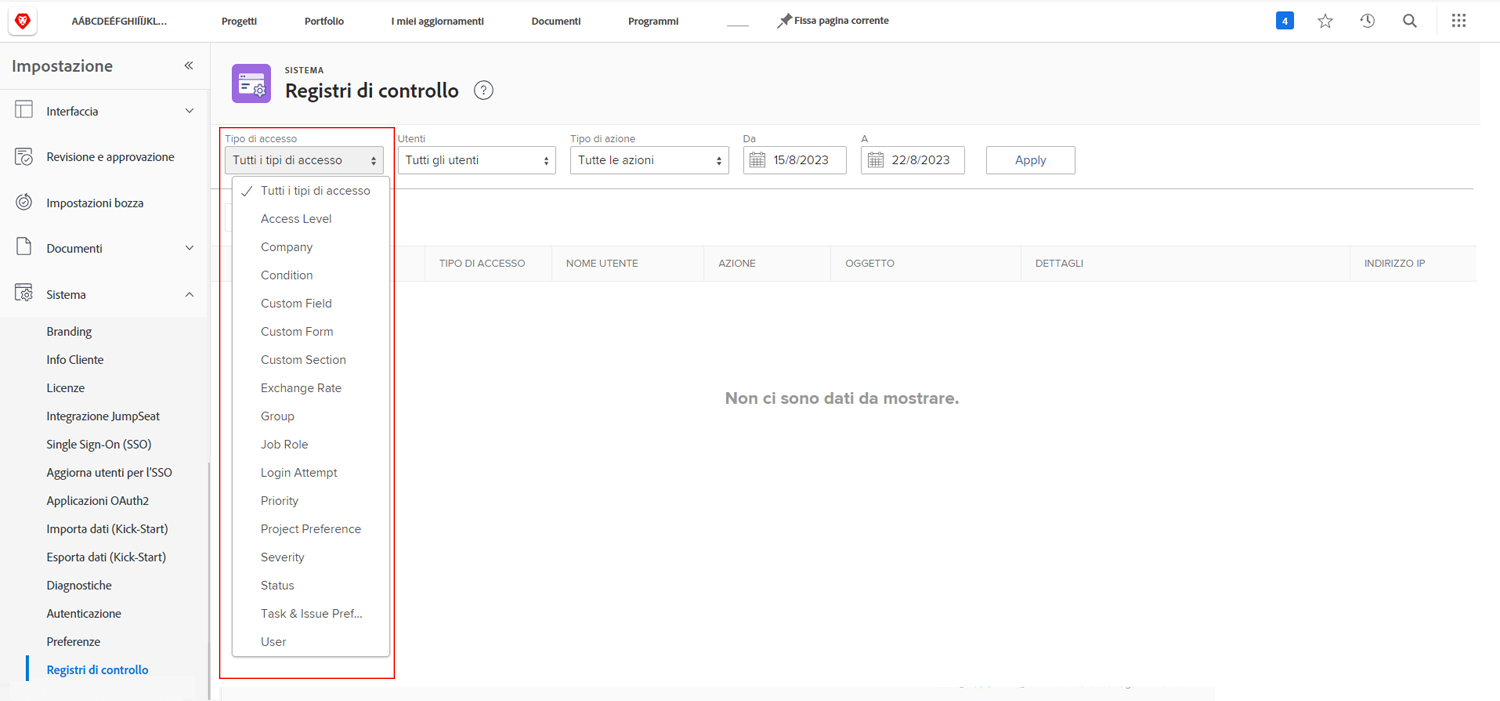 AÁBCDEÉFGHIÍÏJKL...
Progetti
Portfolio
I miei aggiornamenti
Documenti
Programmi
Fissa pagina corrente
4
Impostazione
Interfaccia
Revisione e approvazione
Impostazioni bozza
Documenti
Sistema
Branding
Info Cliente
Licenze
Integrazione JumpSeat
Single Sign-On (SSO)
Aggiorna utenti per l'SSO
Applicazioni OAuth2
Importa dati (Kick-Start)
Esporta dati (Kick-Start)
Diagnostiche
Autenticazione
Preferenze
Registri di controllo
SISTEMA
Registri di controllo
?
Tipo di accesso
Utenti
Tipo di azione
Da
A
Tutti i tipi di accesso
Tutti gli utenti
Tutte le azioni
15/8/2023
22/8/2023
Apply
Tutti i tipi di accesso
Access Level
Company
Condition
Custom Field
Custom Form
Custom Section
Exchange Rate
Group
Job Role
Login Attempt
Priority
Project Preference
Severity
Status
Task & Issue Pref...
User
TIPO DI ACCESSO
NOME UTENTE
AZIONE
OGGETTO
DETTAGLI
INDIRIZZO IP
Non ci sono dati da mostrare.